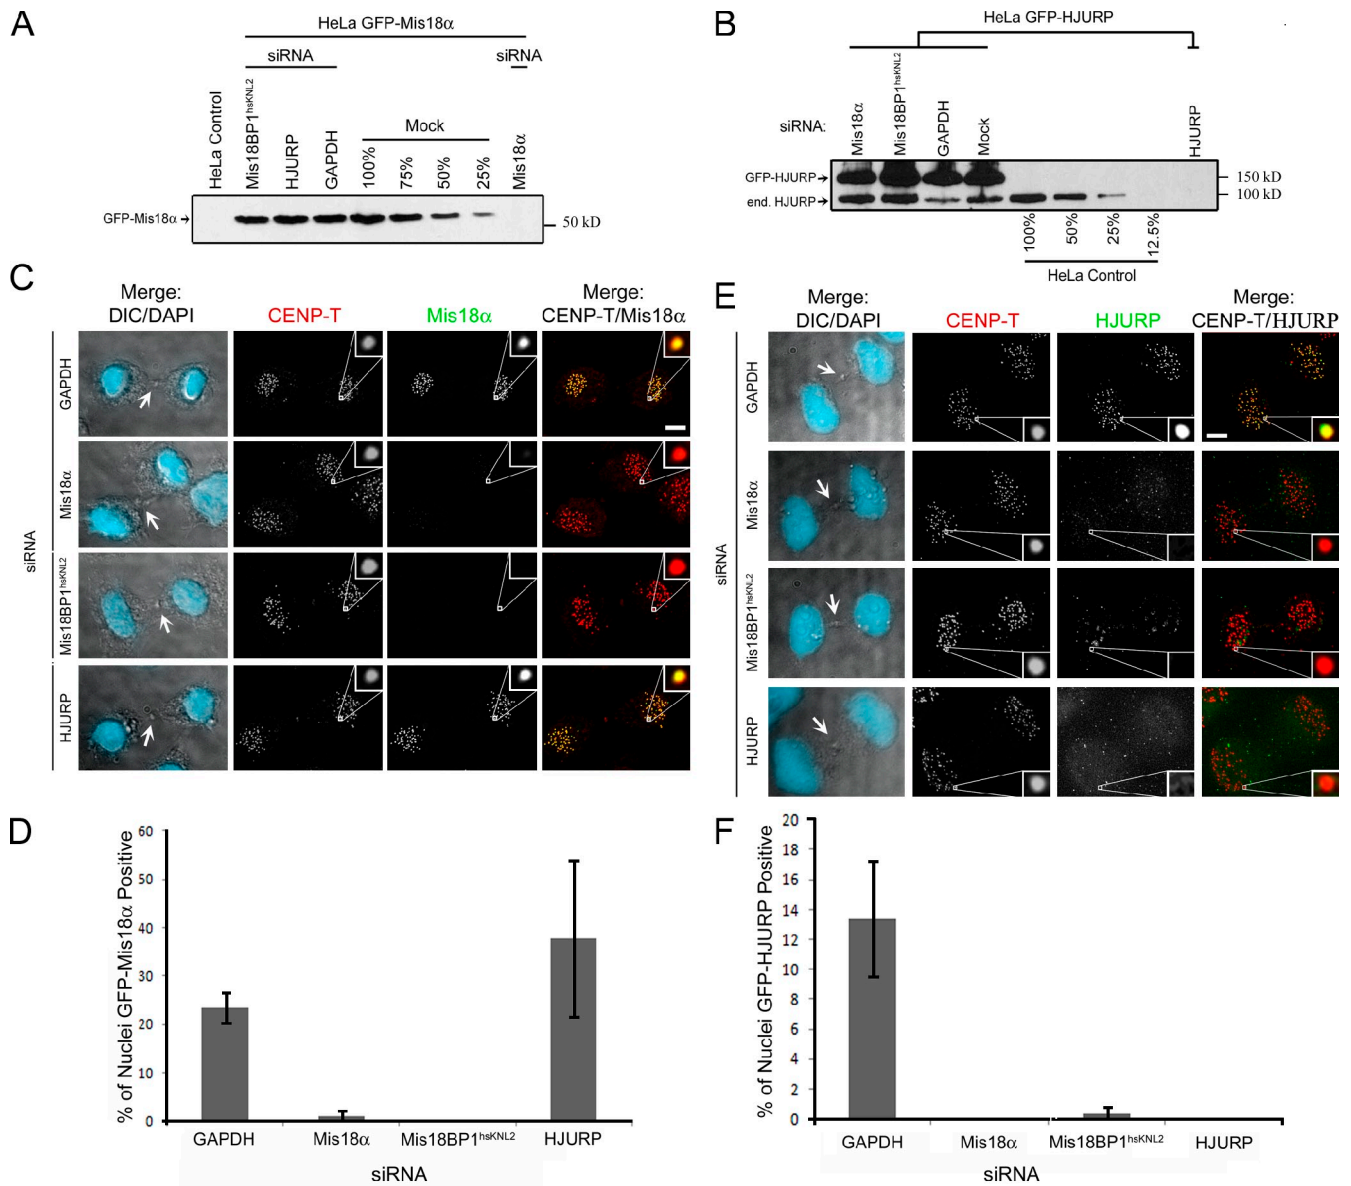 A
HeLa GFP-Mis18α
siRNA
siRNA
HeLa Control
Mis18BP1hsKNL2
HJURP
GAPDH
Mock
100%
75%
50%
25%
Mis18α
GFP-Mis18α
50 kD
B
HeLa GFP-HJURP
siRNA:
Mis18α
Mis18BP1hsKNL2
GAPDH
Mock
HJURP
GFP-HJURP
end. HJURP
150 kD
100 kD
100%
50%
25%
12.5%
HeLa Control
C
Merge:
DIC/DAPI
CENP-T
Mis18α
Merge:
CENP-T/Mis18α
siRNA
GAPDH
Mis18α
Mis18BP1hsKNL2
HJURP
E
Merge:
DIC/DAPI
CENP-T
HJURP
Merge:
CENP-T/HJURP
siRNA
GAPDH
Mis18α
Mis18BP1hsKNL2
HJURP
D
% of Nuclei GFP-Mis18α Positive
60
50
40
30
20
10
0
GAPDH
Mis18α
Mis18BP1hsKNL2
HJURP
siRNA
F
% of Nuclei GFP-HJURP Positive
20
18
16
14
12
10
8
6
4
2
0
GAPDH
Mis18α
Mis18BP1hsKNL2
HJURP
siRNA